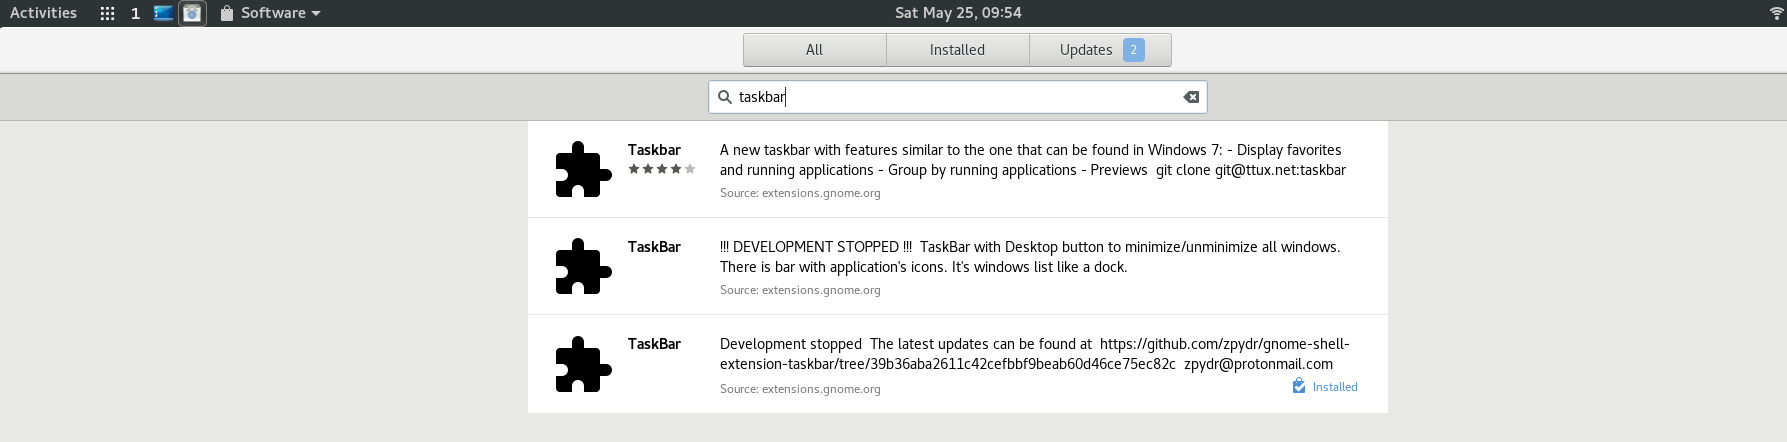 Activities 1 Software Sat May 25, 09:54
All Installed Updates 2
taskbar
Taskbar
A new taskbar with features similar to the one that can be found in Windows 7: - Display favorites
and running applications - Group by running applications - Previews  git clone git@ttux.net:taskbar
Source: extensions.gnome.org
TaskBar
!!! DEVELOPMENT STOPPED !!!  TaskBar with Desktop button to minimize/unminimize all windows.
There is bar with application's icons. It's windows list like a dock.
Source: extensions.gnome.org
TaskBar
Development stopped  The latest updates can be found at  https://github.com/zpydr/gnome-shell-
extension-taskbar/tree/39b36aba2611c42cefbbf9beab60d46ce75ec82c  zpydr@protonmail.com
Source: extensions.gnome.org
Installed